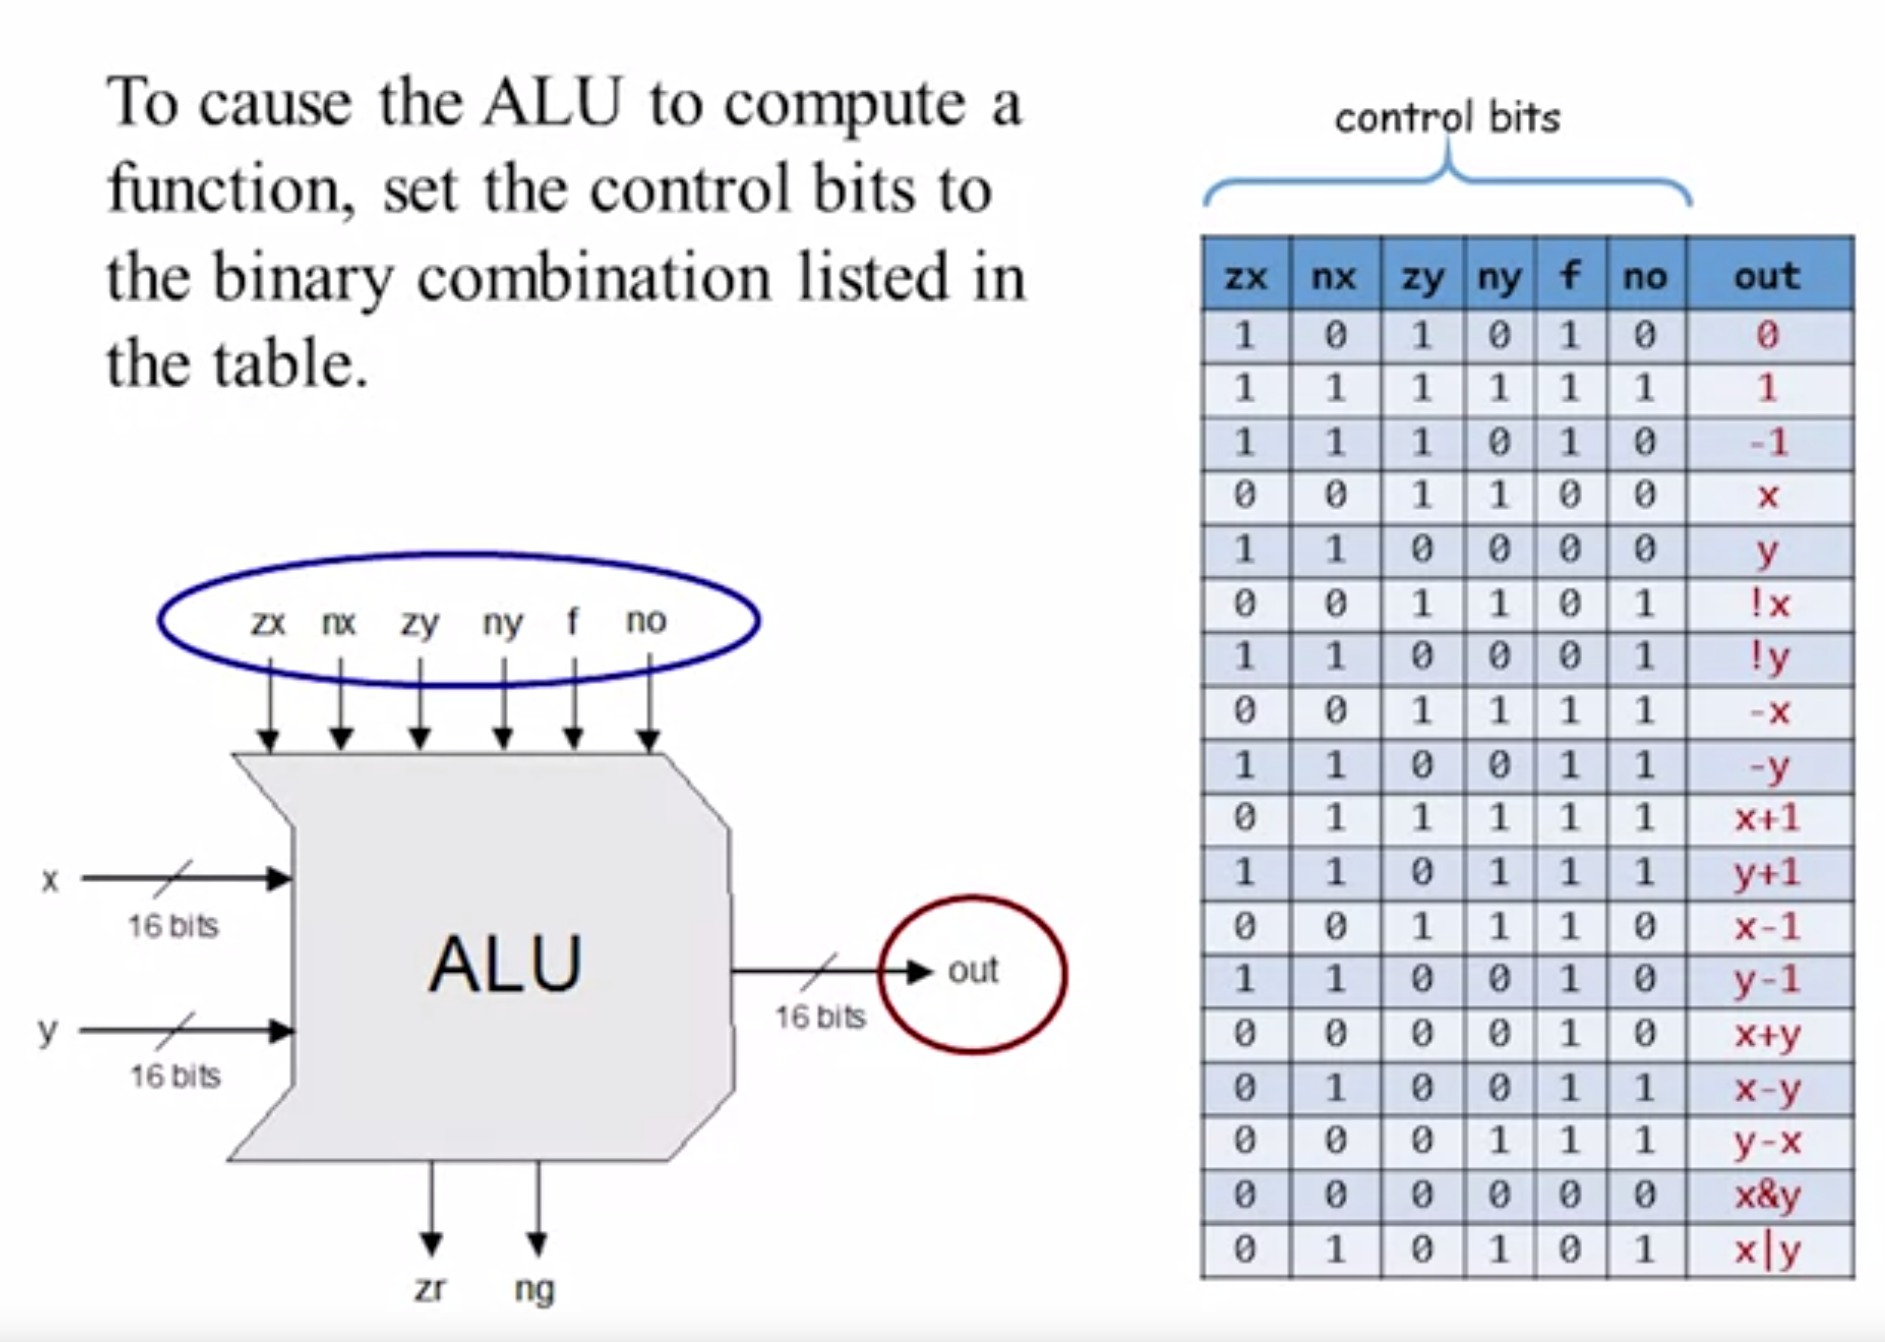 To cause the ALU to compute a
function, set the control bits to
the binary combination listed in
the table.
control bits
zx nx zy ny f no out
1 0 1 0 1 0 0
1 1 1 1 1 1 1
1 1 1 0 1 0 -1
0 0 1 1 0 0 x
1 1 0 0 0 0 y
0 0 1 1 0 1 !x
1 1 0 0 0 1 !y
0 0 1 1 1 1 -x
1 1 0 0 1 1 -y
0 1 1 1 1 1 x+1
1 1 0 1 1 1 y+1
0 0 1 1 1 0 x-1
1 1 0 0 1 0 y-1
0 0 0 0 1 0 x+y
0 1 0 0 1 1 x-y
0 0 0 1 1 1 y-x
0 0 0 0 0 0 x&y
0 1 0 1 0 1 x|y
zx nx zy ny f no
x
16 bits
ALU
out
16 bits
y
16 bits
zr ng